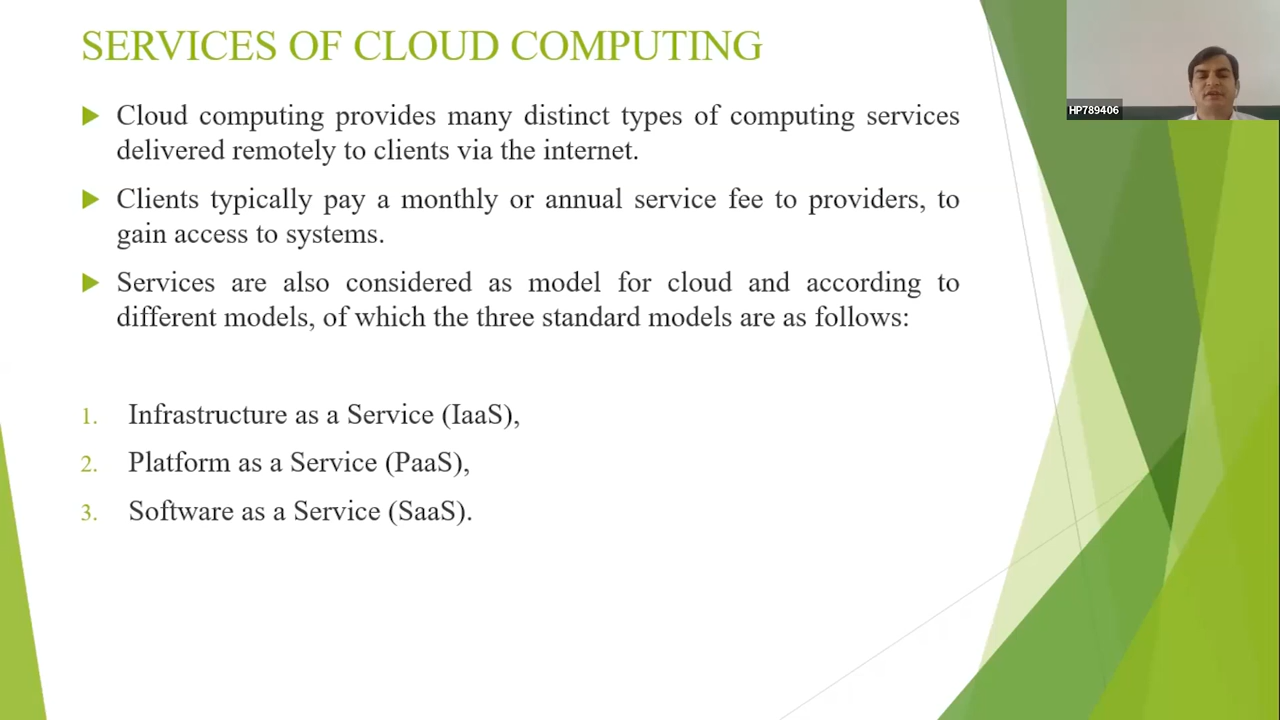 SERVICES OF CLOUD COMPUTING
HP789406
Cloud computing provides many distinct types of computing services
delivered remotely to clients via the internet.
Clients typically pay a monthly or annual service fee to providers, to
gain access to systems.
Services are also considered as model for cloud and according to
different models, of which the three standard models are as follows:
1. Infrastructure as a Service (IaaS),
2. Platform as a Service (PaaS),
3. Software as a Service (SaaS).